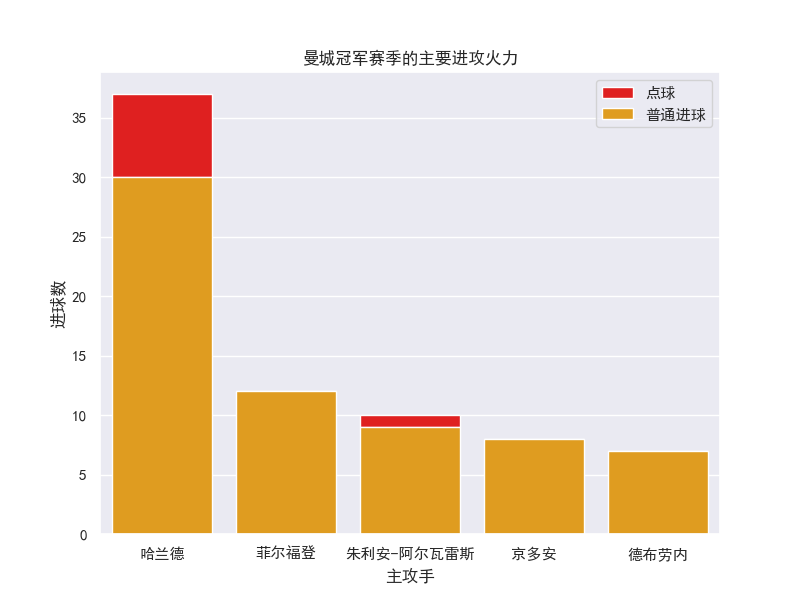 曼城冠军赛季的主要进攻火力
点球
普通进球
进球数
35
30
25
20
15
10
5
0
哈兰德 菲尔福登 朱利安-阿尔瓦雷斯 京多安 德布劳内
主攻手